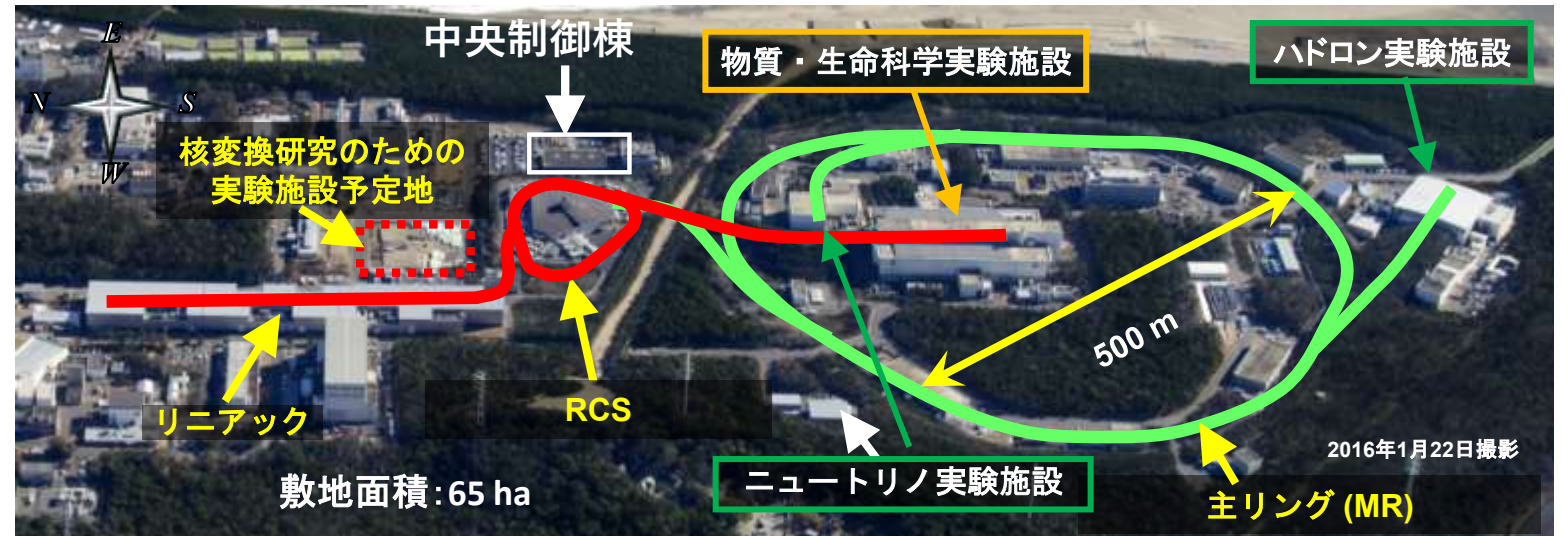 E
N
S
W
中央制御棟
物質・生命科学実験施設
ハドロン実験施設
核変換研究のための
実験施設予定地
500 m
リニアック
RCS
2016年1月22日撮影
ニュートリノ実験施設
敷地面積:65 ha
主リング (MR)